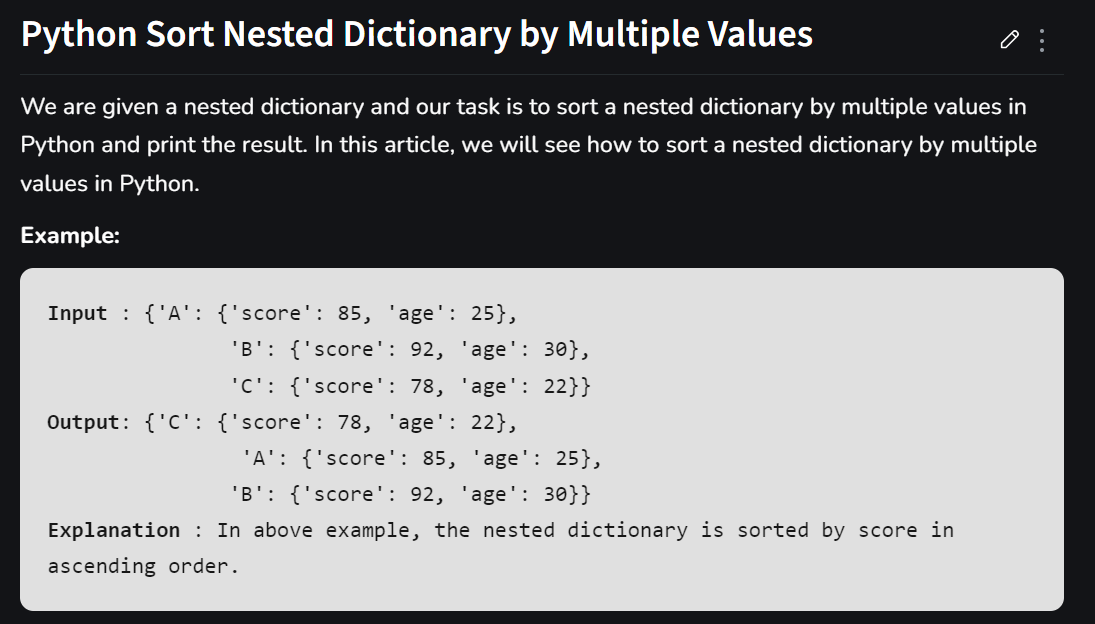 Python Sort Nested Dictionary by Multiple Values
We are given a nested dictionary and our task is to sort a nested dictionary by multiple values in
Python and print the result. In this article, we will see how to sort a nested dictionary by multiple
values in Python.
Example:
Input : {'A': {'score': 85, 'age': 25},
'B': {'score': 92, 'age': 30},
'C': {'score': 78, 'age': 22}}
Output: {'C': {'score': 78, 'age': 22},
'A': {'score': 85, 'age': 25},
'B': {'score': 92, 'age': 30}}
Explanation : In above example, the nested dictionary is sorted by score in
ascending order.